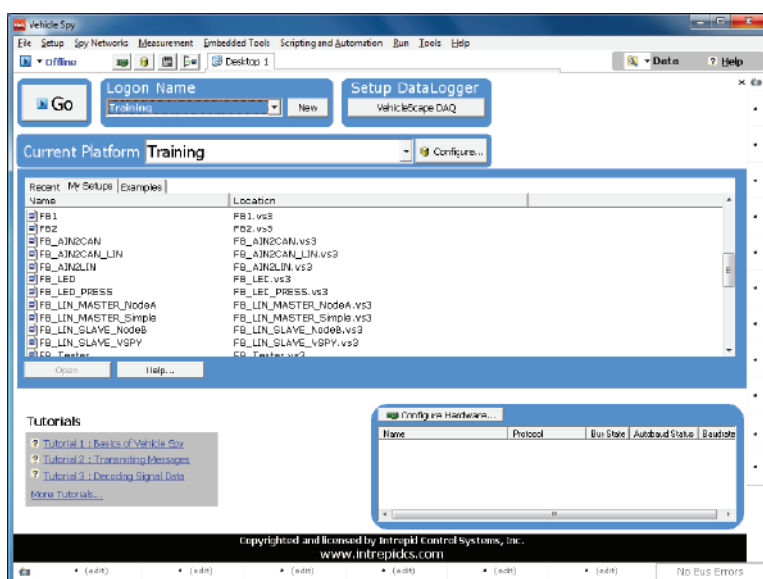 Vehicle Spy
File Setup Spy Networks Measurement Embedded Tools Scripting and Automation Run Tools Help
Offline Desktop 1 Data ? Help
Go
Logon Name
Training New
Setup DataLogger
VehicleScape DAQ
Current Platform Training Configure...
Recent My Setups Examples
Name Location
FB1 FB1.vs3
FB2 FB2.vs3
FB_AIN2CAN FB_AIN2CAN.vs3
FB_AIN2CAN_LIN FB_AIN2CAN_LIN.vs3
FB_AIN2LIN FB_AIN2LIN.vs3
FB_LED FB_LED.vs3
FB_LED_PRESS FB_LED_PRESS.vs3
FB_LIN_MASTER_NodeA FB_LIN_MASTER_NodeA.vs3
FB_LIN_MASTER_Simple FB_LIN_MASTER_Simple.vs3
FB_LIN_SLAVE_NodeB FB_LIN_SLAVE_NodeB.vs3
FB_LIN_SLAVE_VSPY FB_LIN_SLAVE_VSPY.vs3
FB_Tester FB_Tester.vs3
Open Help...
Tutorials
? Tutorial 1 : Basics of Vehicle Spy
? Tutorial 2 : Transmitting Messages
? Tutorial 3 : Decoding Signal Data
More Tutorials...
Configure Hardware...
Name Protocol Bus State Autobaud Status Baudrate
Copyrighted and licensed by Intrepid Control Systems, Inc.
www.intrepidcs.com
(edit) (edit) (edit) (edit) (edit) (edit) No Bus Errors